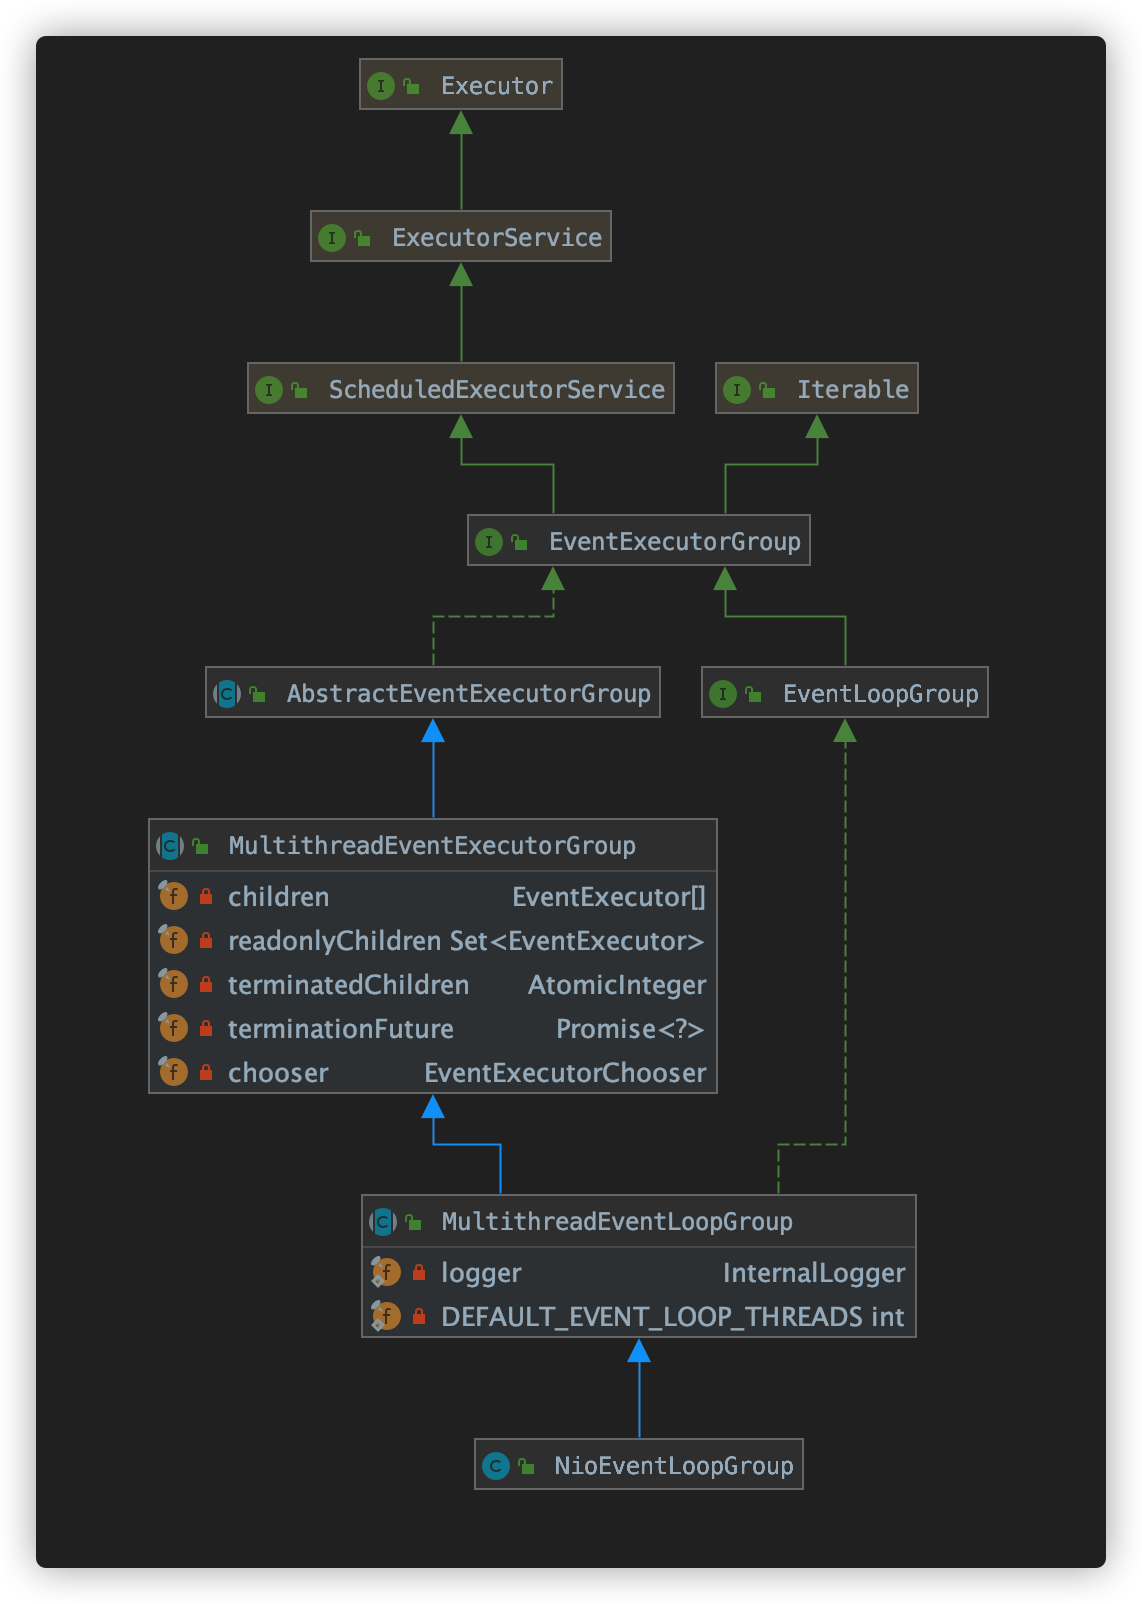 Executor
ExecutorService
ScheduledExecutorService
Iterable
EventExecutorGroup
AbstractEventExecutorGroup
EventLoopGroup
MultithreadEventExecutorGroup
children EventExecutor[]
readonlyChildren Set<EventExecutor>
terminatedChildren AtomicInteger
terminationFuture Promise<?>
chooser EventExecutorChooser
MultithreadEventLoopGroup
logger InternalLogger
DEFAULT_EVENT_LOOP_THREADS int
NioEventLoopGroup